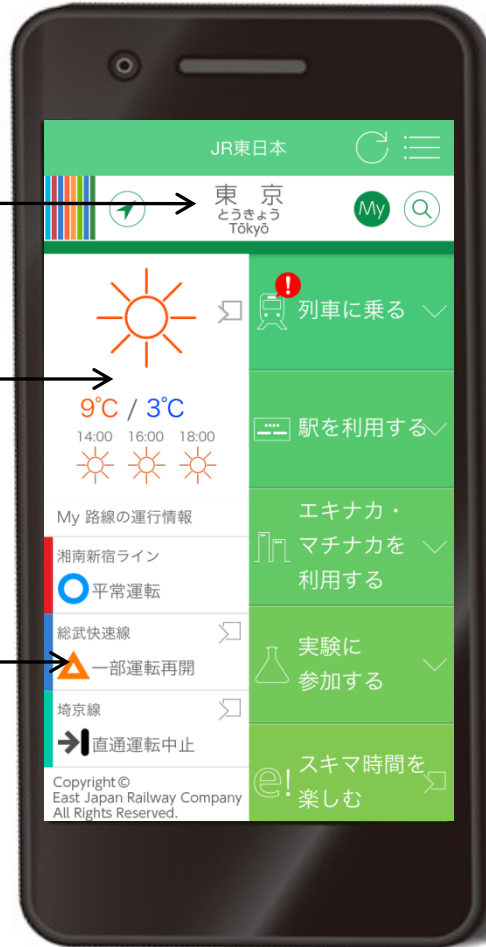 JR東日本
東 京
とうきょう
Tōkyō
My
9℃ / 3℃
14:00 16:00 18:00
My 路線の運行情報
湘南新宿ライン
平常運転
総武快速線
一部運転再開
埼京線
直通運転中止
Copyright©
East Japan Railway Company
All Rights Reserved.
!
列車に乗る
駅を利用する
エキナカ・
マチナカを
利用する
実験に
参加する
e!
スキマ時間を
楽しむ